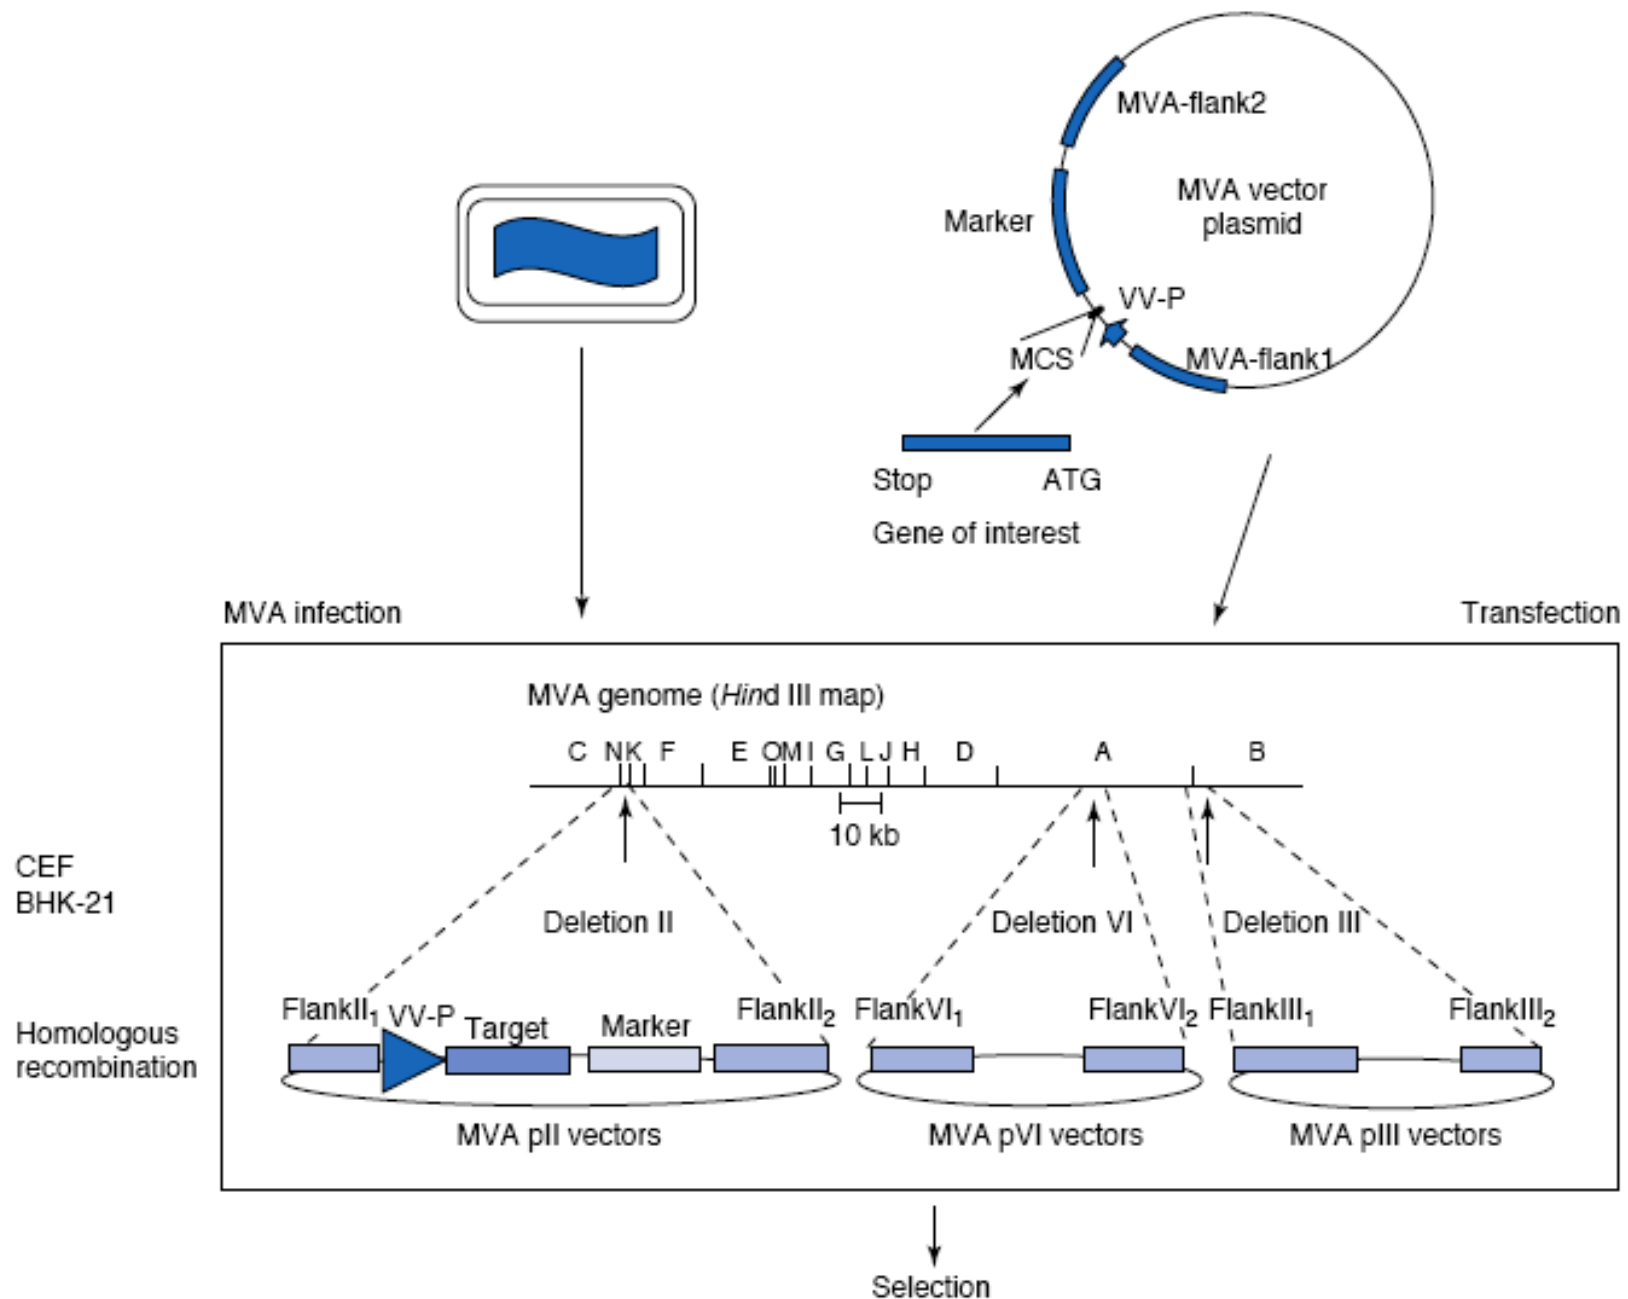 MVA-flank2
MVA vector
plasmid
Marker
VV-P
MCS
MVA-flank1
Stop
ATG
Gene of interest
MVA infection
Transfection
MVA genome (Hind III map)
C N K F E O M I G L J H D A B
10 kb
CEF
BHK-21
Deletion II
Deletion VI
Deletion III
FlankII1
VV-P
Target
Marker
FlankII2
FlankVI1
FlankVI2
FlankIII1
FlankIII2
Homologous
recombination
MVA pII vectors
MVA pVI vectors
MVA pIII vectors
Selection